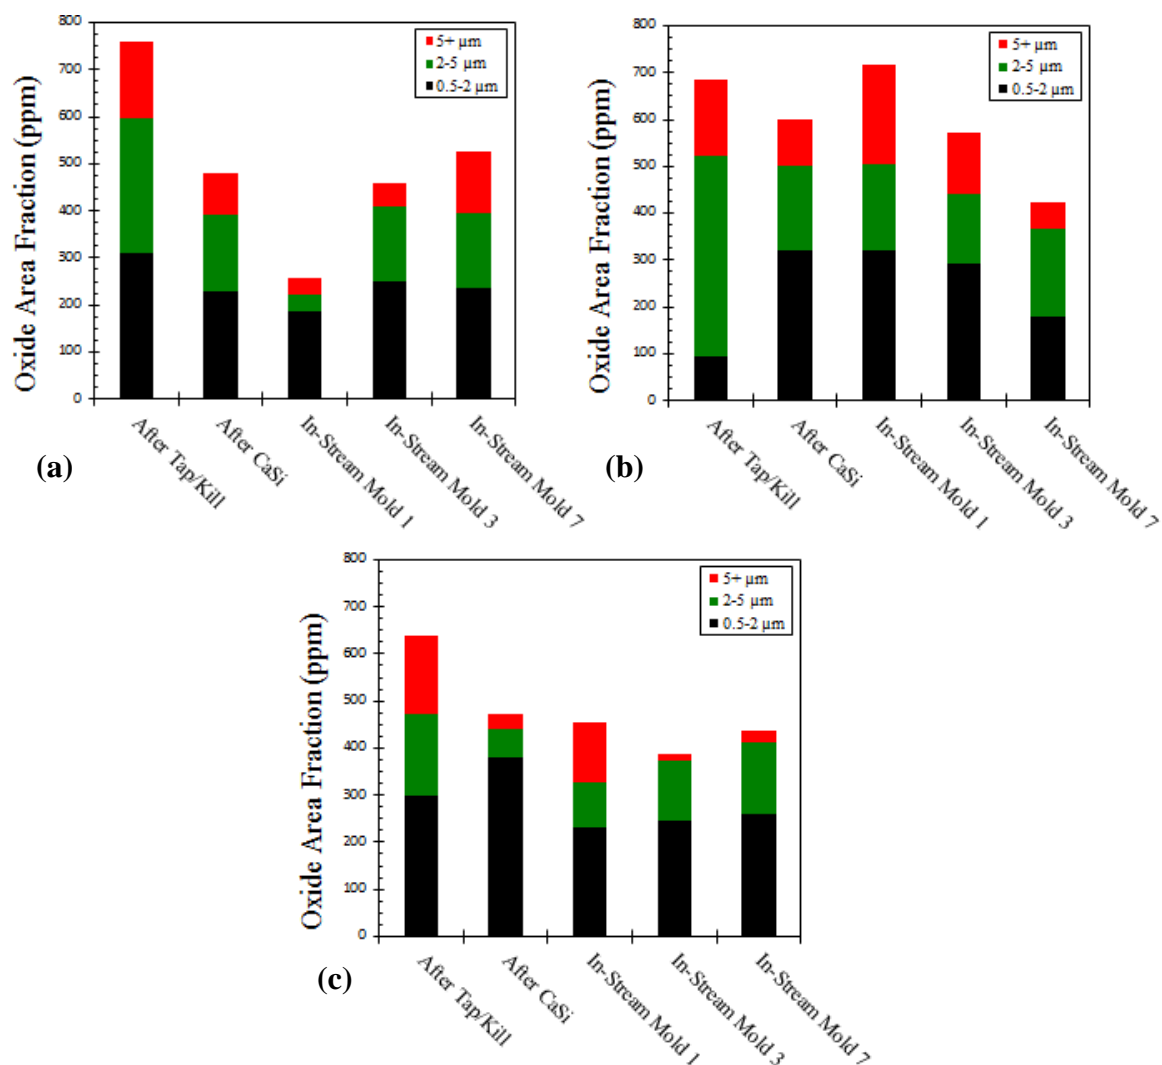 800
700
600
500
400
300
200
100
0
Oxide Area Fraction (ppm)
5+ µm
2-5 µm
0.5-2 µm
After Tap/Kill
After CaSi
In-Stream Mold 1
In-Stream Mold 3
In-Stream Mold 7
(a)
800
700
600
500
400
300
200
100
0
Oxide Area Fraction (ppm)
5+ µm
2-5 µm
0.5-2 µm
After Tap/Kill
After CaSi
In-Stream Mold 1
In-Stream Mold 3
In-Stream Mold 7
(b)
800
700
600
500
400
300
200
100
0
Oxide Area Fraction (ppm)
5+ µm
2-5 µm
0.5-2 µm
After Tap/Kill
After CaSi
In-Stream Mold 1
In-Stream Mold 3
In-Stream Mold 7
(c)